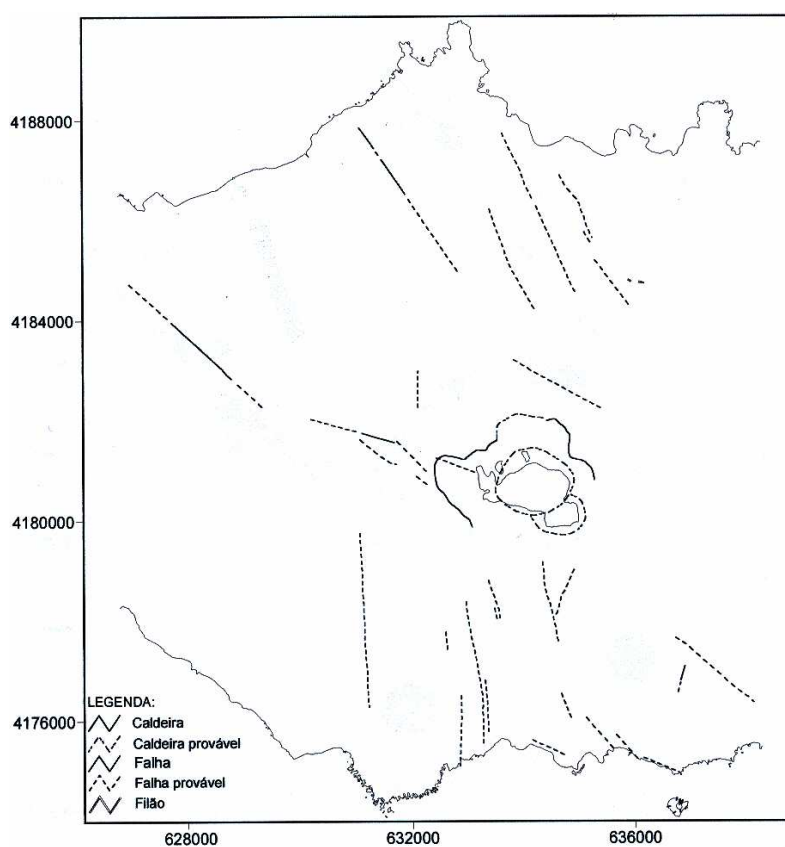 4188000
4184000
4180000
4176000
LEGENDA:
Caldeira
Caldeira provável
Falha
Falha provável
Filão
628000
632000
636000